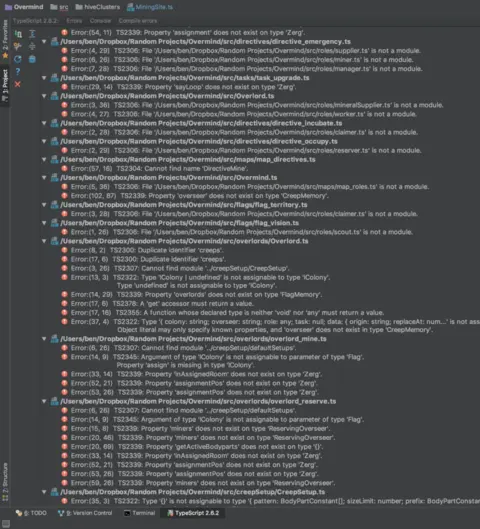 Overmind src hiveClusters MiningSite.ts
TypeScript 2.6.2: Errors Console Compile errors
Error:(54, 11) TS2339: Property 'assignment' does not exist on type 'Zerg'.
/Users/ben/Dropbox/Random Projects/Overmind/src/directives/directive_emergency.ts
Error:(4, 29) TS2306: File '/Users/ben/Dropbox/Random Projects/Overmind/src/roles/supplier.ts' is not a module.
Error:(6, 26) TS2306: File '/Users/ben/Dropbox/Random Projects/Overmind/src/roles/miner.ts' is not a module.
Error:(7, 28) TS2306: File '/Users/ben/Dropbox/Random Projects/Overmind/src/roles/manager.ts' is not a module.
/Users/ben/Dropbox/Random Projects/Overmind/src/tasks/task_upgrade.ts
Error:(29, 14) TS2339: Property 'sayLoop' does not exist on type 'Zerg'.
/Users/ben/Dropbox/Random Projects/Overmind/src/Overlord.ts
Error:(3, 36) TS2306: File '/Users/ben/Dropbox/Random Projects/Overmind/src/roles/mineralSupplier.ts' is not a module.
Error:(4, 27) TS2306: File '/Users/ben/Dropbox/Random Projects/Overmind/src/roles/worker.ts' is not a module.
/Users/ben/Dropbox/Random Projects/Overmind/src/directives/directive_incubate.ts
Error:(2, 28) TS2306: File '/Users/ben/Dropbox/Random Projects/Overmind/src/roles/claimer.ts' is not a module.
/Users/ben/Dropbox/Random Projects/Overmind/src/directives/directive_occupy.ts
Error:(2, 29) TS2306: File '/Users/ben/Dropbox/Random Projects/Overmind/src/roles/reserver.ts' is not a module.
/Users/ben/Dropbox/Random Projects/Overmind/src/maps/map_directives.ts
Error:(57, 16) TS2304: Cannot find name 'DirectiveMine'.
/Users/ben/Dropbox/Random Projects/Overmind/src/Overmind.ts
Error:(5, 36) TS2306: File '/Users/ben/Dropbox/Random Projects/Overmind/src/maps/map_roles.ts' is not a module.
Error:(102, 87) TS2339: Property 'overseer' does not exist on type 'CreepMemory'.
/Users/ben/Dropbox/Random Projects/Overmind/src/flags/flag_territory.ts
Error:(3, 28) TS2306: File '/Users/ben/Dropbox/Random Projects/Overmind/src/roles/claimer.ts' is not a module.
/Users/ben/Dropbox/Random Projects/Overmind/src/flags/flag_vision.ts
Error:(1, 26) TS2306: File '/Users/ben/Dropbox/Random Projects/Overmind/src/roles/scout.ts' is not a module.
/Users/ben/Dropbox/Random Projects/Overmind/src/overlords/Overlord.ts
Error:(8, 2) TS2300: Duplicate identifier 'creeps'.
Error:(17, 6) TS2300: Duplicate identifier 'creeps'.
Error:(3, 26) TS2307: Cannot find module '../creepSetup/CreepSetup'.
Error:(13, 3) TS2322: Type 'IColony | undefined' is not assignable to type 'IColony'.
Type 'undefined' is not assignable to type 'IColony'.
Error:(14, 29) TS2339: Property 'overlords' does not exist on type 'FlagMemory'.
Error:(17, 6) TS2378: A 'get' accessor must return a value.
Error:(17, 16) TS2355: A function whose declared type is neither 'void' nor 'any' must return a value.
Error:(37, 4) TS2322: Type '{ colony: string; overseer: string; role: any; task: null; data: { origin: string; replaceAt: num...' is not ass
Object literal may only specify known properties, and 'overseer' does not exist in type 'CreepMemory'.
/Users/ben/Dropbox/Random Projects/Overmind/src/overlords/overlord_mine.ts
Error:(6, 26) TS2307: Cannot find module '../creepSetup/defaultSetups'.
Error:(14, 9) TS2345: Argument of type 'IColony' is not assignable to parameter of type 'Flag'.
Property 'assign' is missing in type 'IColony'.
Error:(33, 14) TS2339: Property 'inAssignedRoom' does not exist on type 'Zerg'.
Error:(52, 21) TS2339: Property 'assignmentPos' does not exist on type 'Zerg'.
Error:(53, 26) TS2339: Property 'assignmentPos' does not exist on type 'Zerg'.
/Users/ben/Dropbox/Random Projects/Overmind/src/overlords/overlord_reserve.ts
Error:(6, 26) TS2307: Cannot find module '../creepSetup/defaultSetups'.
Error:(14, 9) TS2345: Argument of type 'IColony' is not assignable to parameter of type 'Flag'.
Error:(15, 8) TS2339: Property 'miners' does not exist on type 'ReservingOverseer'.
Error:(20, 46) TS2339: Property 'miners' does not exist on type 'ReservingOverseer'.
Error:(20, 69) TS2339: Property 'getActiveBodyparts' does not exist on type '{}'.
Error:(33, 14) TS2339: Property 'inAssignedRoom' does not exist on type 'Zerg'.
Error:(52, 21) TS2339: Property 'assignmentPos' does not exist on type 'Zerg'.
Error:(53, 26) TS2339: Property 'assignmentPos' does not exist on type 'Zerg'.
Error:(59, 26) TS2339: Property 'miners' does not exist on type 'ReservingOverseer'.
/Users/ben/Dropbox/Random Projects/Overmind/src/creepSetup/CreepSetup.ts
Error:(35, 3) TS2322: Type '{}' is not assignable to type '{ pattern: BodyPartConstant[]; sizeLimit: number; prefix: BodyPartConstan
6: TODO 9: Version Control Terminal TypeScript 2.6.2
2: Favorites
1: Project
7: Structure